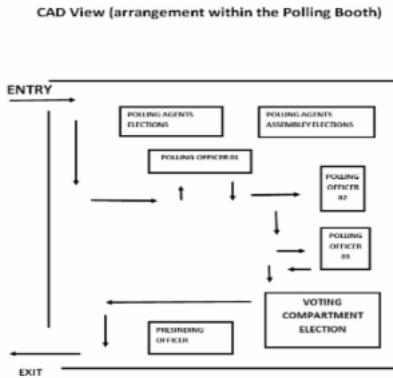 CAD View (arrangement within the Polling Booth)
ENTRY
POLLING AGENTS
ELECTIONS
POLLING AGENTS
ASSEMBLY ELECTIONS
POLLING OFFICER 01
POLLING
OFFICER
02
POLLING
OFFICER
03
VOTING
COMPARTMENT
ELECTION
PRESINDING
OFFICER
EXIT